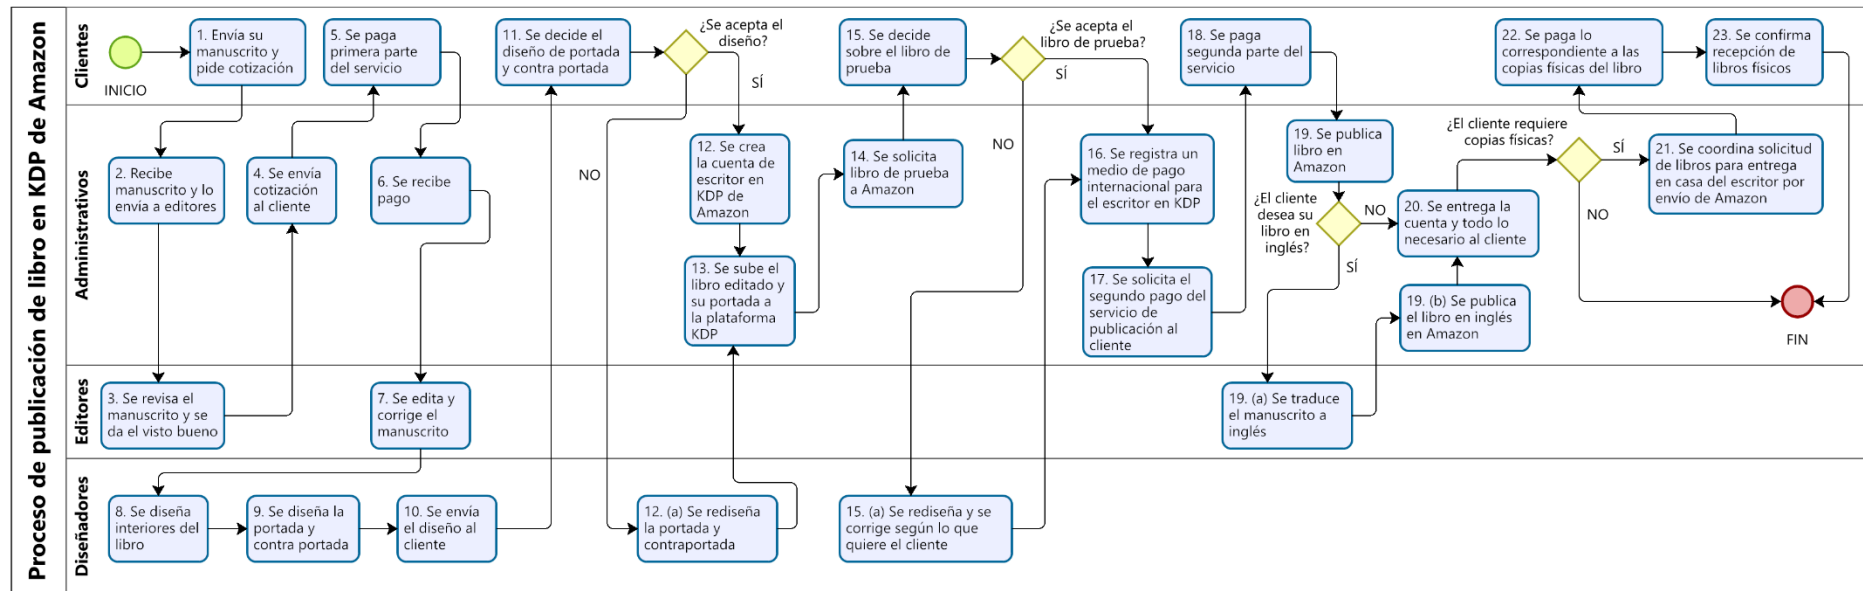 Proceso de publicación de libro en KDP de Amazon
Clientes
INICIO
1. Envía su
manuscrito y
pide cotización
5. Se paga
primera parte
del servicio
11. Se decide el
diseño de portada
y contra portada
¿Se acepta el
diseño?
SÍ
NO
15. Se decide
sobre el libro de
prueba
¿Se acepta el
libro de prueba?
SÍ
NO
18. Se paga
segunda parte del
servicio
22. Se paga lo
correspondiente a las
copias físicas del libro
23. Se confirma
recepción de
libros físicos
Administrativos
2. Recibe
manuscrito y lo
envía a editores
4. Se envía
cotización
al cliente
6. Se recibe
pago
12. Se crea
la cuenta de
escritor en
KDP de
Amazon
13. Se sube el
libro editado y
su portada a
la plataforma
KDP
14. Se solicita
libro de prueba
a Amazon
16. Se registra un
medio de pago
internacional para
el escritor en KDP
17. Se solicita el
segundo pago del
servicio de
publicación al
cliente
19. Se publica
libro en
Amazon
¿El cliente
desea su
libro en
inglés?
NO
SÍ
20. Se entrega la
cuenta y todo lo
necesario al cliente
19. (b) Se publica
el libro en inglés
en Amazon
¿El cliente requiere
copias físicas?
SÍ
NO
21. Se coordina solicitud
de libros para entrega
en casa del escritor por
envío de Amazon
FIN
Editores
3. Se revisa el
manuscrito y se
da el visto bueno
7. Se edita y
corrige el
manuscrito
19. (a) Se traduce
el manuscrito a
inglés
Diseñadores
8. Se diseña
interiores del
libro
9. Se diseña la
portada y
contra portada
10. Se envía
el diseño al
cliente
12. (a) Se rediseña
la portada y
contraportada
15. (a) Se rediseña y se
corrige según lo que
quiere el cliente